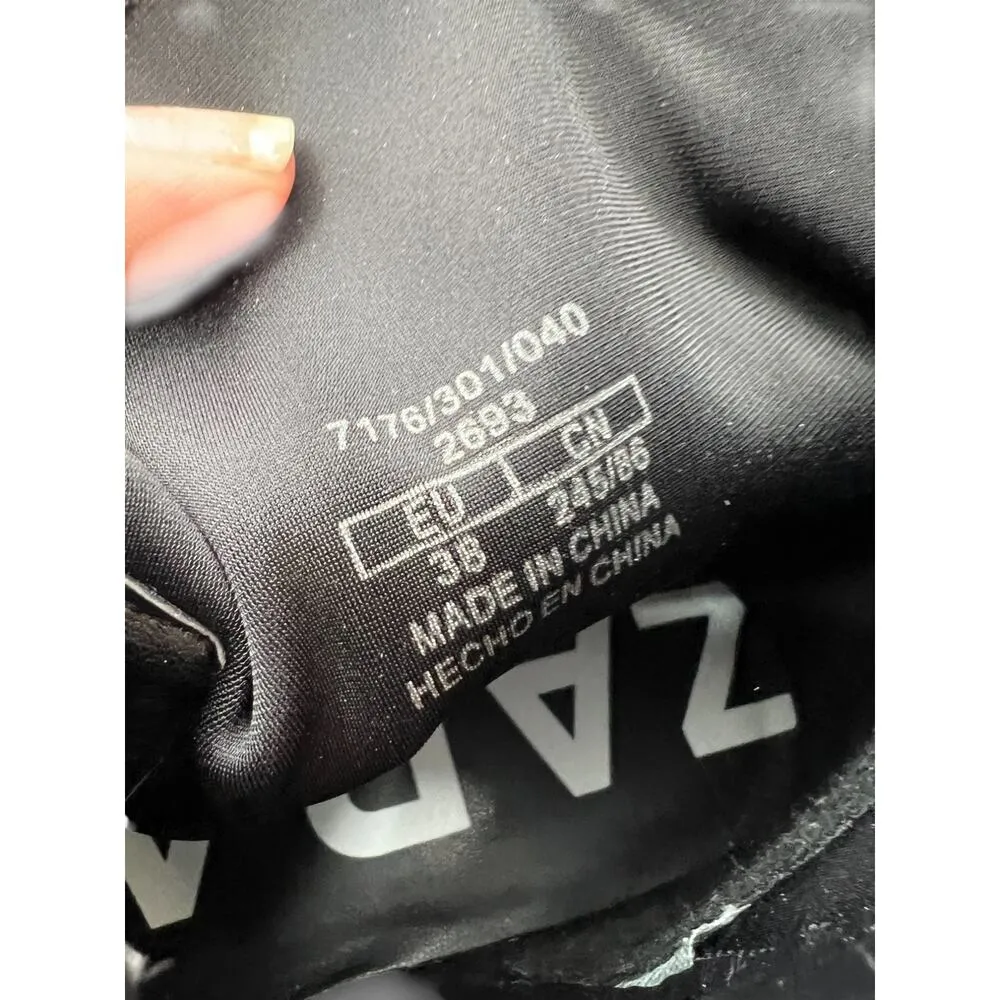 7176/301/040
2693
EU CN
38 245/86
MADE IN CHINA
HECHO EN CHINA
ZARA